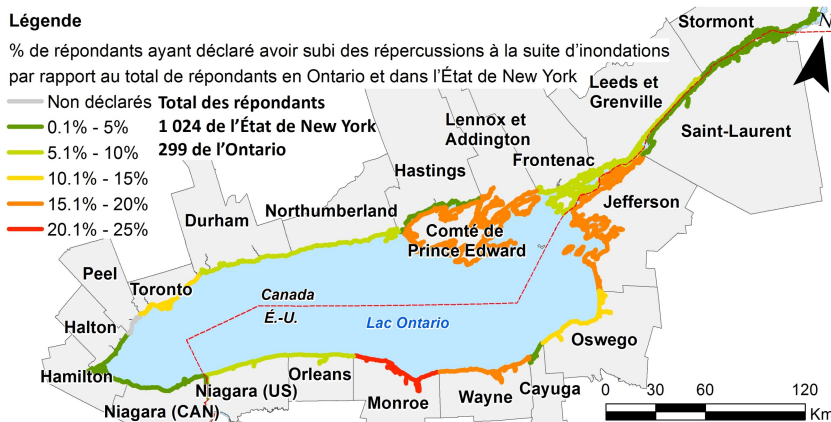 Légende
% de répondants ayant déclaré avoir subi des répercussions à la suite d'inondations
par rapport au total de répondants en Ontario et dans l'État de New York
Non déclarés
0.1% - 5%
5.1% - 10%
10.1% - 15%
15.1% - 20%
20.1% - 25%
Total des répondants
1 024 de l'État de New York
299 de l'Ontario
Stormont
N
Leeds et
Grenville
Saint-Laurent
Lennox et
Addington
Frontenac
Hastings
Jefferson
Northumberland
Durham
Comté de
Prince Edward
Peel
Toronto
Canada
É.-U.
Lac Ontario
Halton
Oswego
Hamilton
Niagara (US)
Orleans
Cayuga
Wayne
Monroe
Niagara (CAN)
0 30 60 120
Km